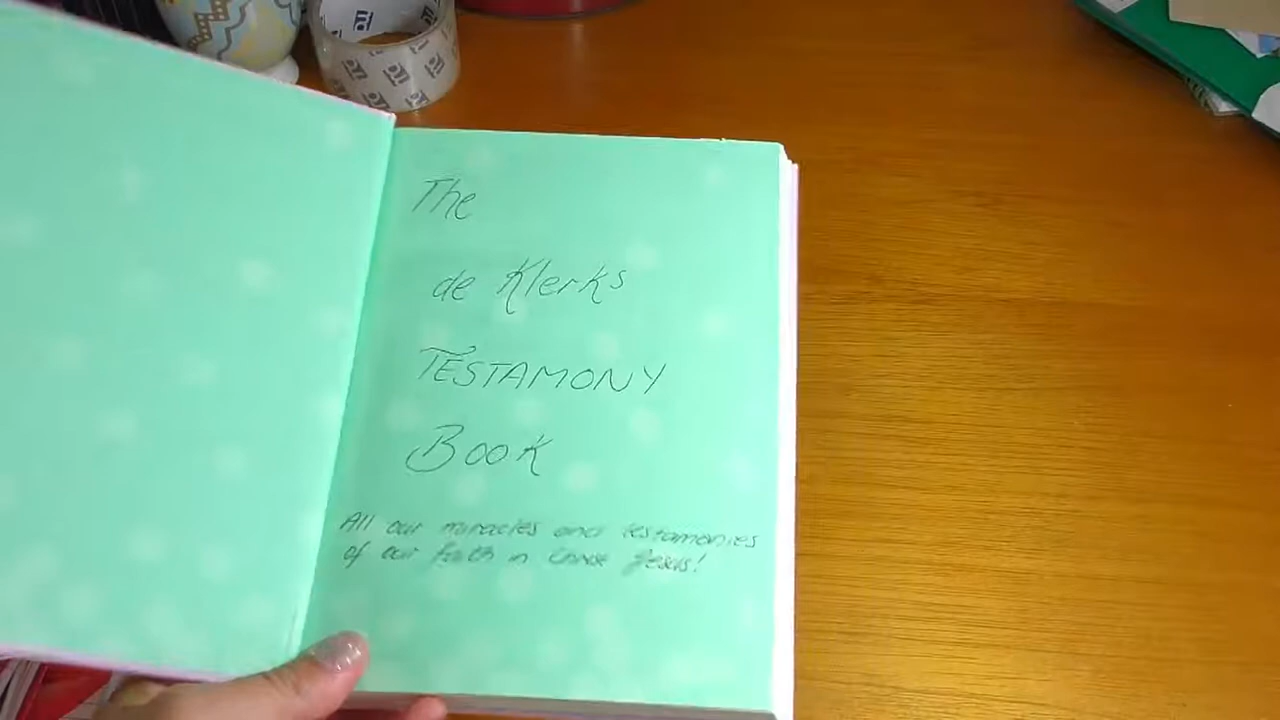 The
de Klerks
TESTAMONY
BOOK
All our miracles and testamonies
of our faith in Christ Jesus!